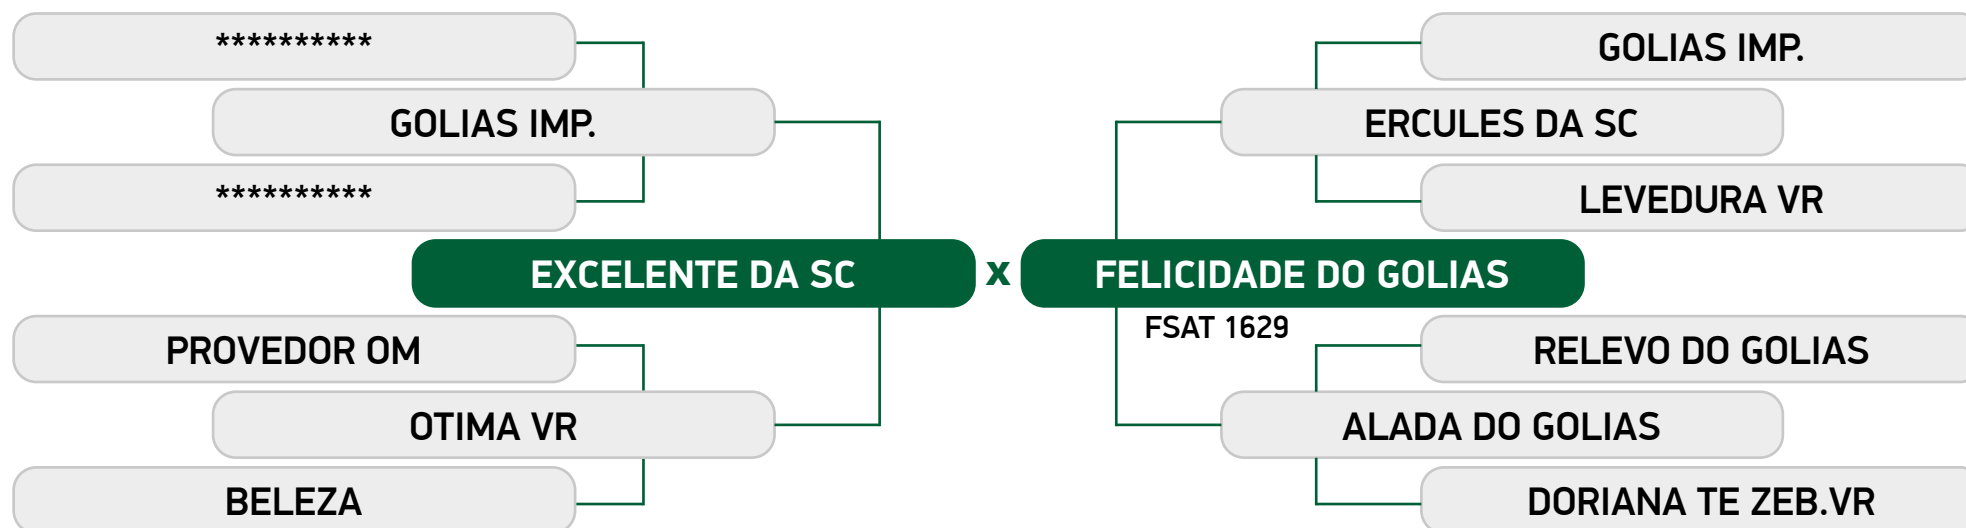 **********
GOLIAS IMP.
**********
EXCELENTE DA SC
PROVEDOR OM
OTIMA VR
BELEZA
x
GOLIAS IMP.
ERCULES DA SC
LEVEDURA VR
FELICIDADE DO GOLIAS
FSAT 1629
RELEVO DO GOLIAS
ALADA DO GOLIAS
DORIANA TE ZEB.VR